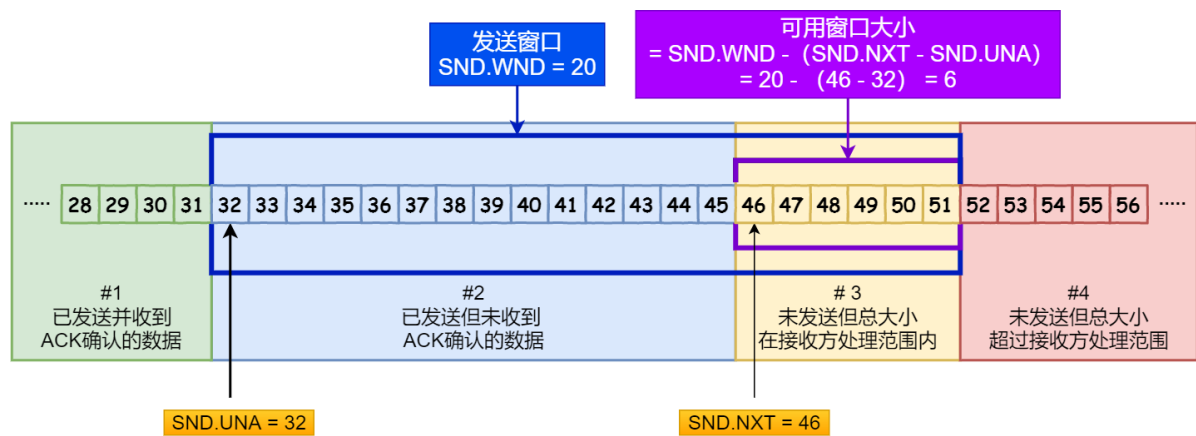 发送窗口
SND.WND = 20
可用窗口大小
= SND.WND - （SND.NXT - SND.UNA）
= 20 - （46 - 32） = 6
····· 28 29 30 31 32 33 34 35 36 37 38 39 40 41 42 43 44 45 46 47 48 49 50 51 52 53 54 55 56 ·····
#1
已发送并收到
ACK确认的数据
#2
已发送但未收到
ACK确认的数据
# 3
未发送但总大小
在接收方处理范围内
#4
未发送但总大小
超过接收方处理范围
SND.UNA = 32
SND.NXT = 46